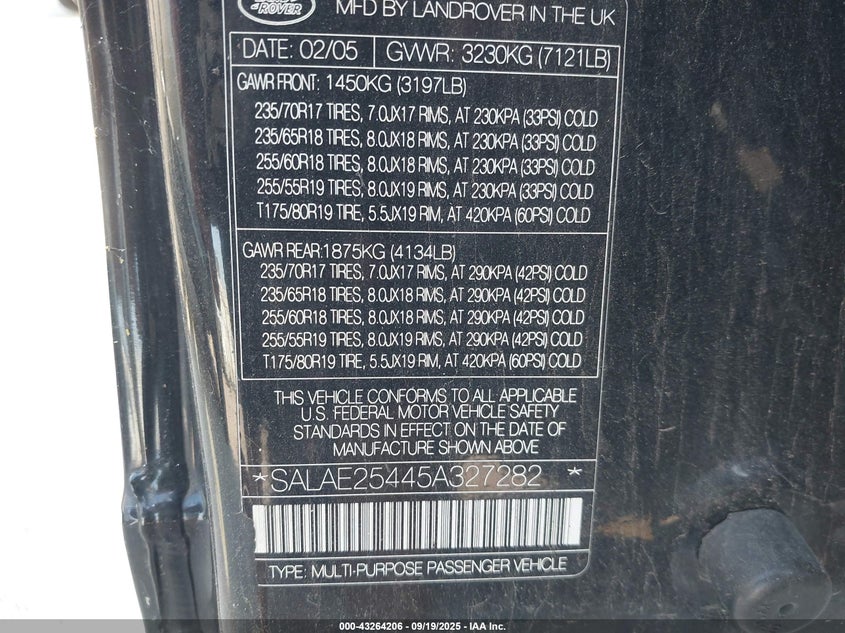 ROVER
MFD BY LANDROVER IN THE UK
DATE: 02/05 GVWR: 3230KG (7121LB)
GAWR FRONT: 1450KG (3197LB)
235/70R17 TIRES, 7.0JX17 RIMS, AT 230KPA (33PSI) COLD
235/65R18 TIRES, 8.0JX18 RIMS, AT 230KPA (33PSI) COLD
255/60R18 TIRES, 8.0JX18 RIMS, AT 230KPA (33PSI) COLD
255/55R19 TIRES, 8.0JX19 RIMS, AT 230KPA (33PSI) COLD
T175/80R19 TIRE, 5.5JX19 RIM, AT 420KPA (60PSI) COLD
GAWR REAR:1875KG (4134LB)
235/70R17 TIRES, 7.0JX17 RIMS, AT 290KPA (42PSI) COLD
235/65R18 TIRES, 8.0JX18 RIMS, AT 290KPA (42PSI) COLD
255/60R18 TIRES, 8.0JX18 RIMS, AT 290KPA (42PSI) COLD
255/55R19 TIRES, 8.0JX19 RIMS, AT 290KPA (42PSI) COLD
T175/80R19 TIRE, 5.5JX19 RIM, AT 420KPA (60PSI) COLD
THIS VEHICLE CONFORMS TO ALL APPLICABLE
U.S. FEDERAL MOTOR VEHICLE SAFETY
STANDARDS IN EFFECT ON THE DATE OF
MANUFACTURE SHOWN ABOVE
*SALAE25445A327282 *
TYPE: MULTI-PURPOSE PASSENGER VEHICLE
000-43264206 - 09/19/2025 - IAA Inc.